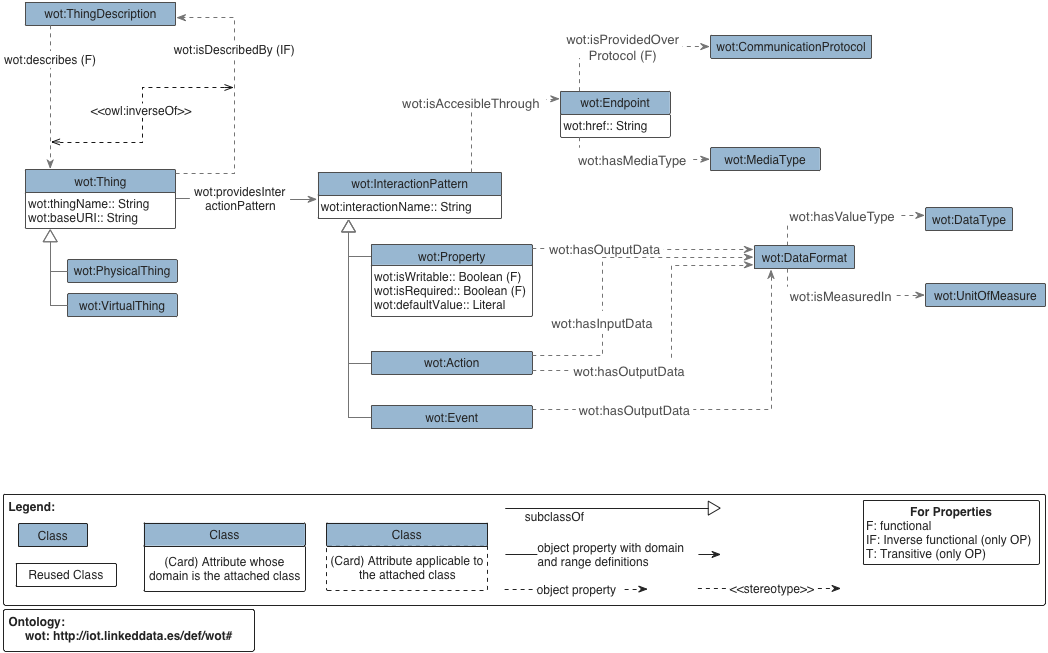 wot:ThingDescription
wot:describes (F)
wot:isDescribedBy (IF)
<<owl:inverseOf>>
wot:Thing
wot:thingName:: String
wot:baseURI:: String
wot:PhysicalThing
wot:VirtualThing
wot:providesInter
actionPattern
wot:InteractionPattern
wot:interactionName:: String
wot:isAccesibleThrough
wot:isProvidedOver
Protocol (F)
wot:CommunicationProtocol
wot:Endpoint
wot:href:: String
wot:hasMediaType
wot:MediaType
wot:Property
wot:isWritable:: Boolean (F)
wot:isRequired:: Boolean (F)
wot:defaultValue:: Literal
wot:hasOutputData
wot:DataFormat
wot:hasValueType
wot:DataType
wot:isMeasuredIn
wot:UnitOfMeasure
wot:hasInputData
wot:Action
wot:hasOutputData
wot:Event
wot:hasOutputData
Legend:
Class
Reused Class
Class
(Card) Attribute whose
domain is the attached class
Class
(Card) Attribute applicable to
the attached class
subclassOf
object property with domain
and range definitions
object property
<<stereotype>>
For Properties
F: functional
IF: Inverse functional (only OP)
T: Transitive (only OP)
Ontology:
wot: http://iot.linkeddata.es/def/wot#